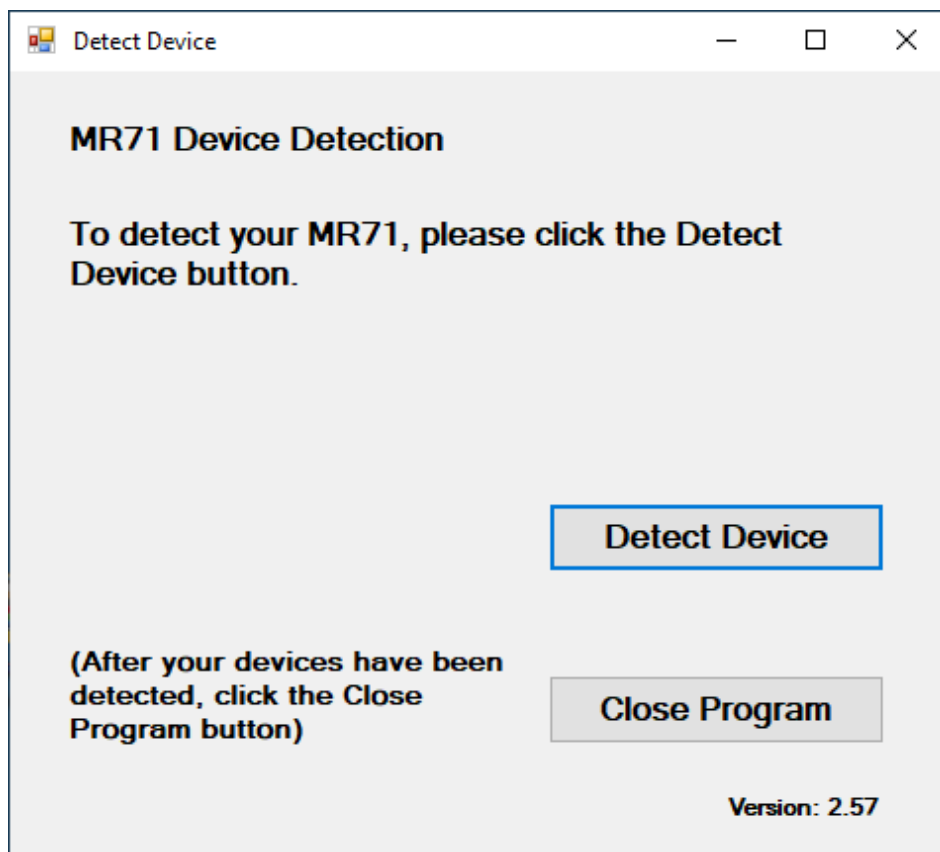 Detect Device
MR71 Device Detection
To detect your MR71, please click the Detect
Device button.
Detect Device
(After your devices have been
detected, click the Close
Program button)
Close Program
Version: 2.57